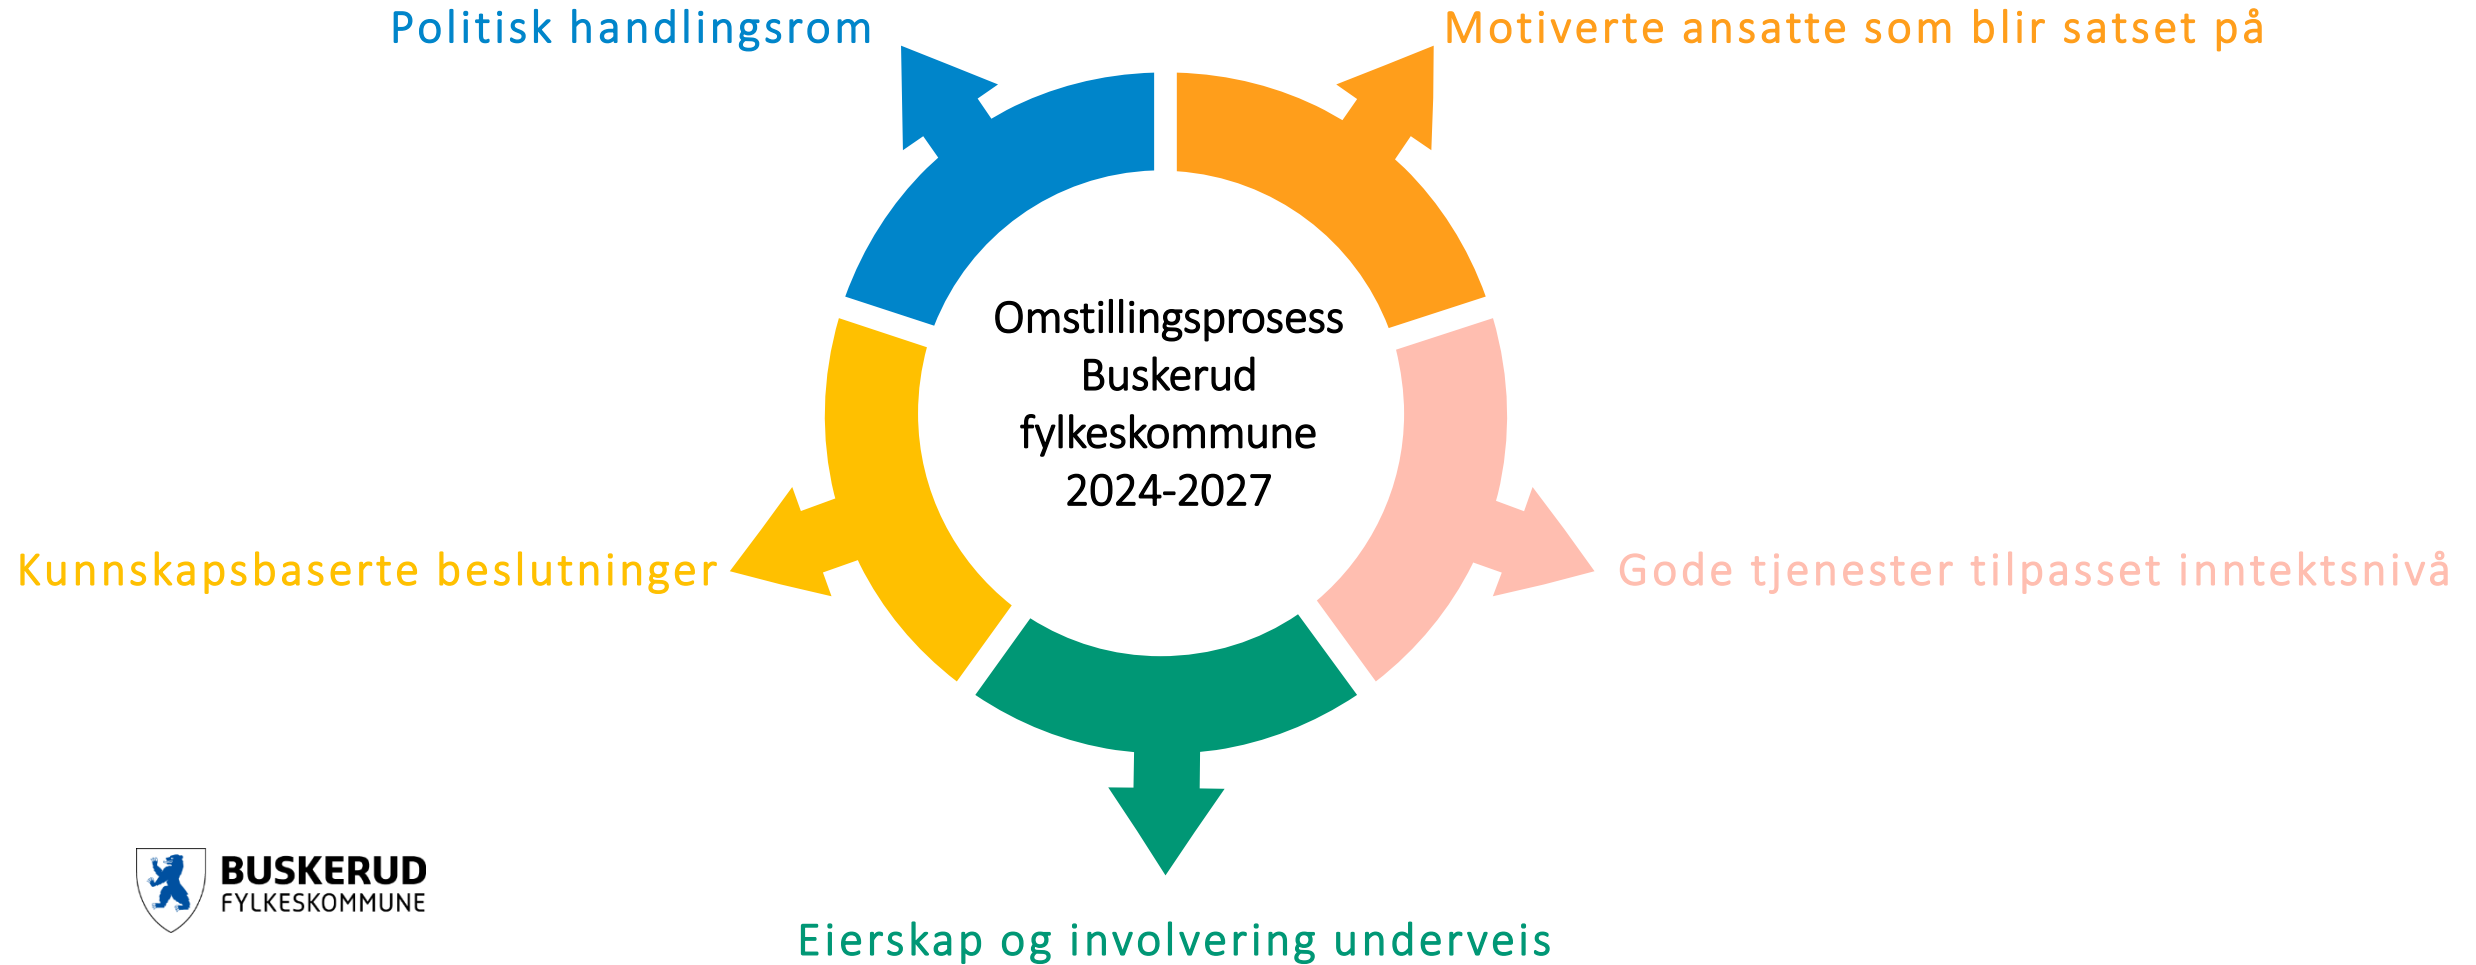 Politisk handlingsrom
Motiverte ansatte som blir satset på
Omstillingsprosess
Buskerud
fylkeskommune
2024-2027
Kunnskapsbaserte beslutninger
Gode tjenester tilpasset inntektsnivå
BUSKERUD
FYLKESKOMMUNE
Eierskap og involvering underveis